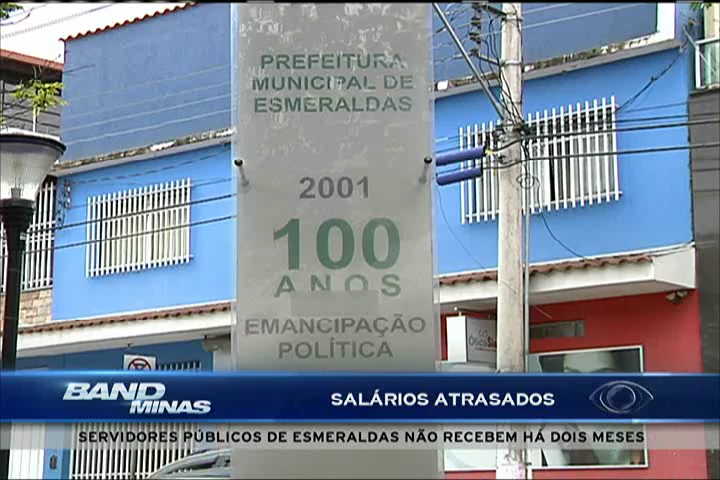 PREFEITURA
MUNICIPAL DE
ESMERALDAS
2001
100
ANOS
EMANCIPAÇÃO
POLÍTICA
BAND
MINAS
SALÁRIOS ATRASADOS
SERVIDORES PÚBLICOS DE ESMERALDAS NÃO RECEBEM HÁ DOIS MESES